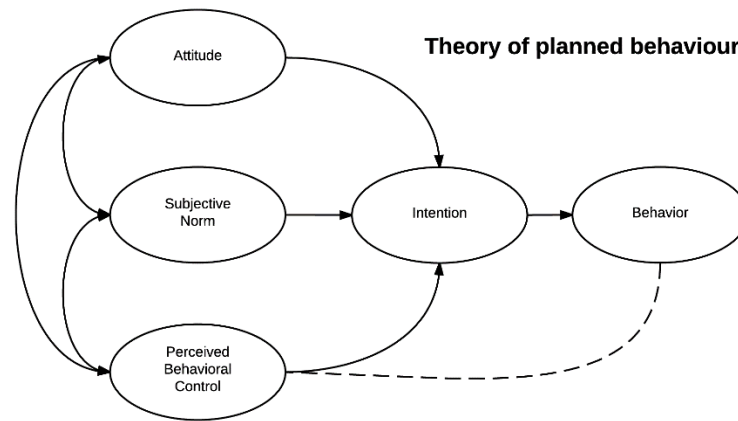 Theory of planned behaviour
Attitude
Subjective
Norm
Intention
Behavior
Perceived
Behavioral
Control